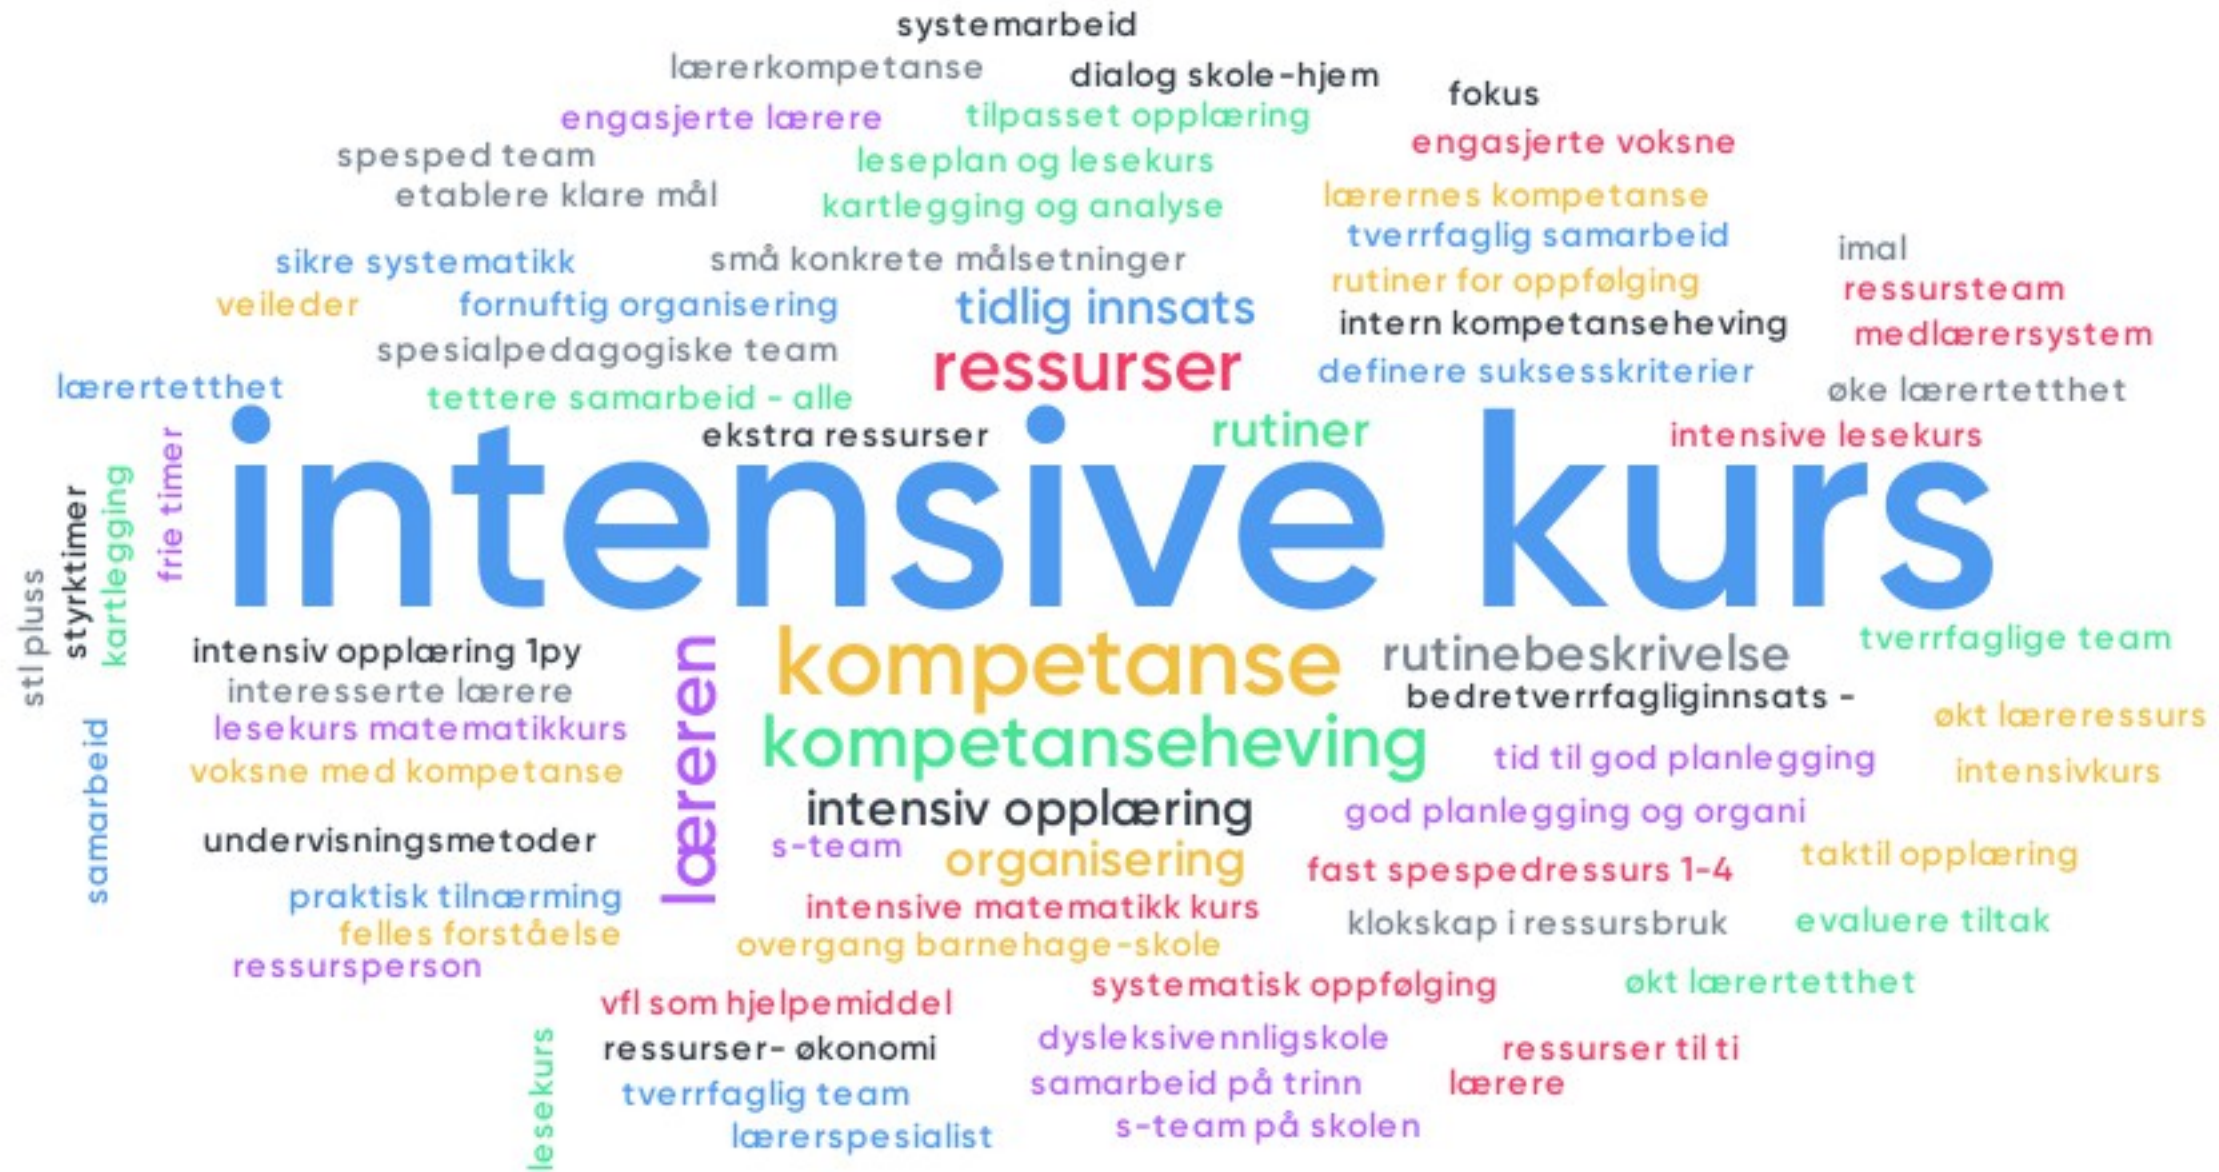 systemarbeid
lærerkompetanse
dialog skole-hjem
fokus
engasjerte lærere
tilpasset opplæring
engasjerte voksne
spesped team
leseplan og lesekurs
etablere klare mål
kartlegging og analyse
lærernes kompetanse
tverrfaglig samarbeid
imal
sikre systematikk
små konkrete målsetninger
rutiner for oppfølging
ressursteam
veileder
fornuftig organisering
tidlig innsats
intern kompetanseheving
medlærersystem
spesialpedagogiske team
ressurser
definere suksesskriterier
lærertetthet
tettere samarbeid - alle
øke lærertetthet
ekstra ressurser
rutiner
intensive lesekurs
frie timer
kartlegging
styrktimer
stl pluss
intensive kurs
intensiv opplæring 1py
læreren
kompetanse
rutinebeskrivelse
tverrfaglige team
interesserte lærere
bedretverrfagliginnsats -
lesekurs matematikkurs
økt læreressurs
samarbeid
kompetanseheving
voksne med kompetanse
tid til god planlegging
intensivkurs
intensiv opplæring
god planlegging og organi
undervisningsmetoder
s-team
organisering
fast spespedressurs 1-4
taktil opplæring
praktisk tilnærming
intensive matematikk kurs
klokskap i ressursbruk
evaluere tiltak
felles forståelse
overgang barnehage-skole
ressursperson
systematisk oppfølging
økt lærertetthet
vfl som hjelpemiddel
lesekurs
ressurser- økonomi
dysleksivennligskole
ressurser til ti
tverrfaglig team
samarbeid på trinn
lærere
lærerspesialist
s-team på skolen